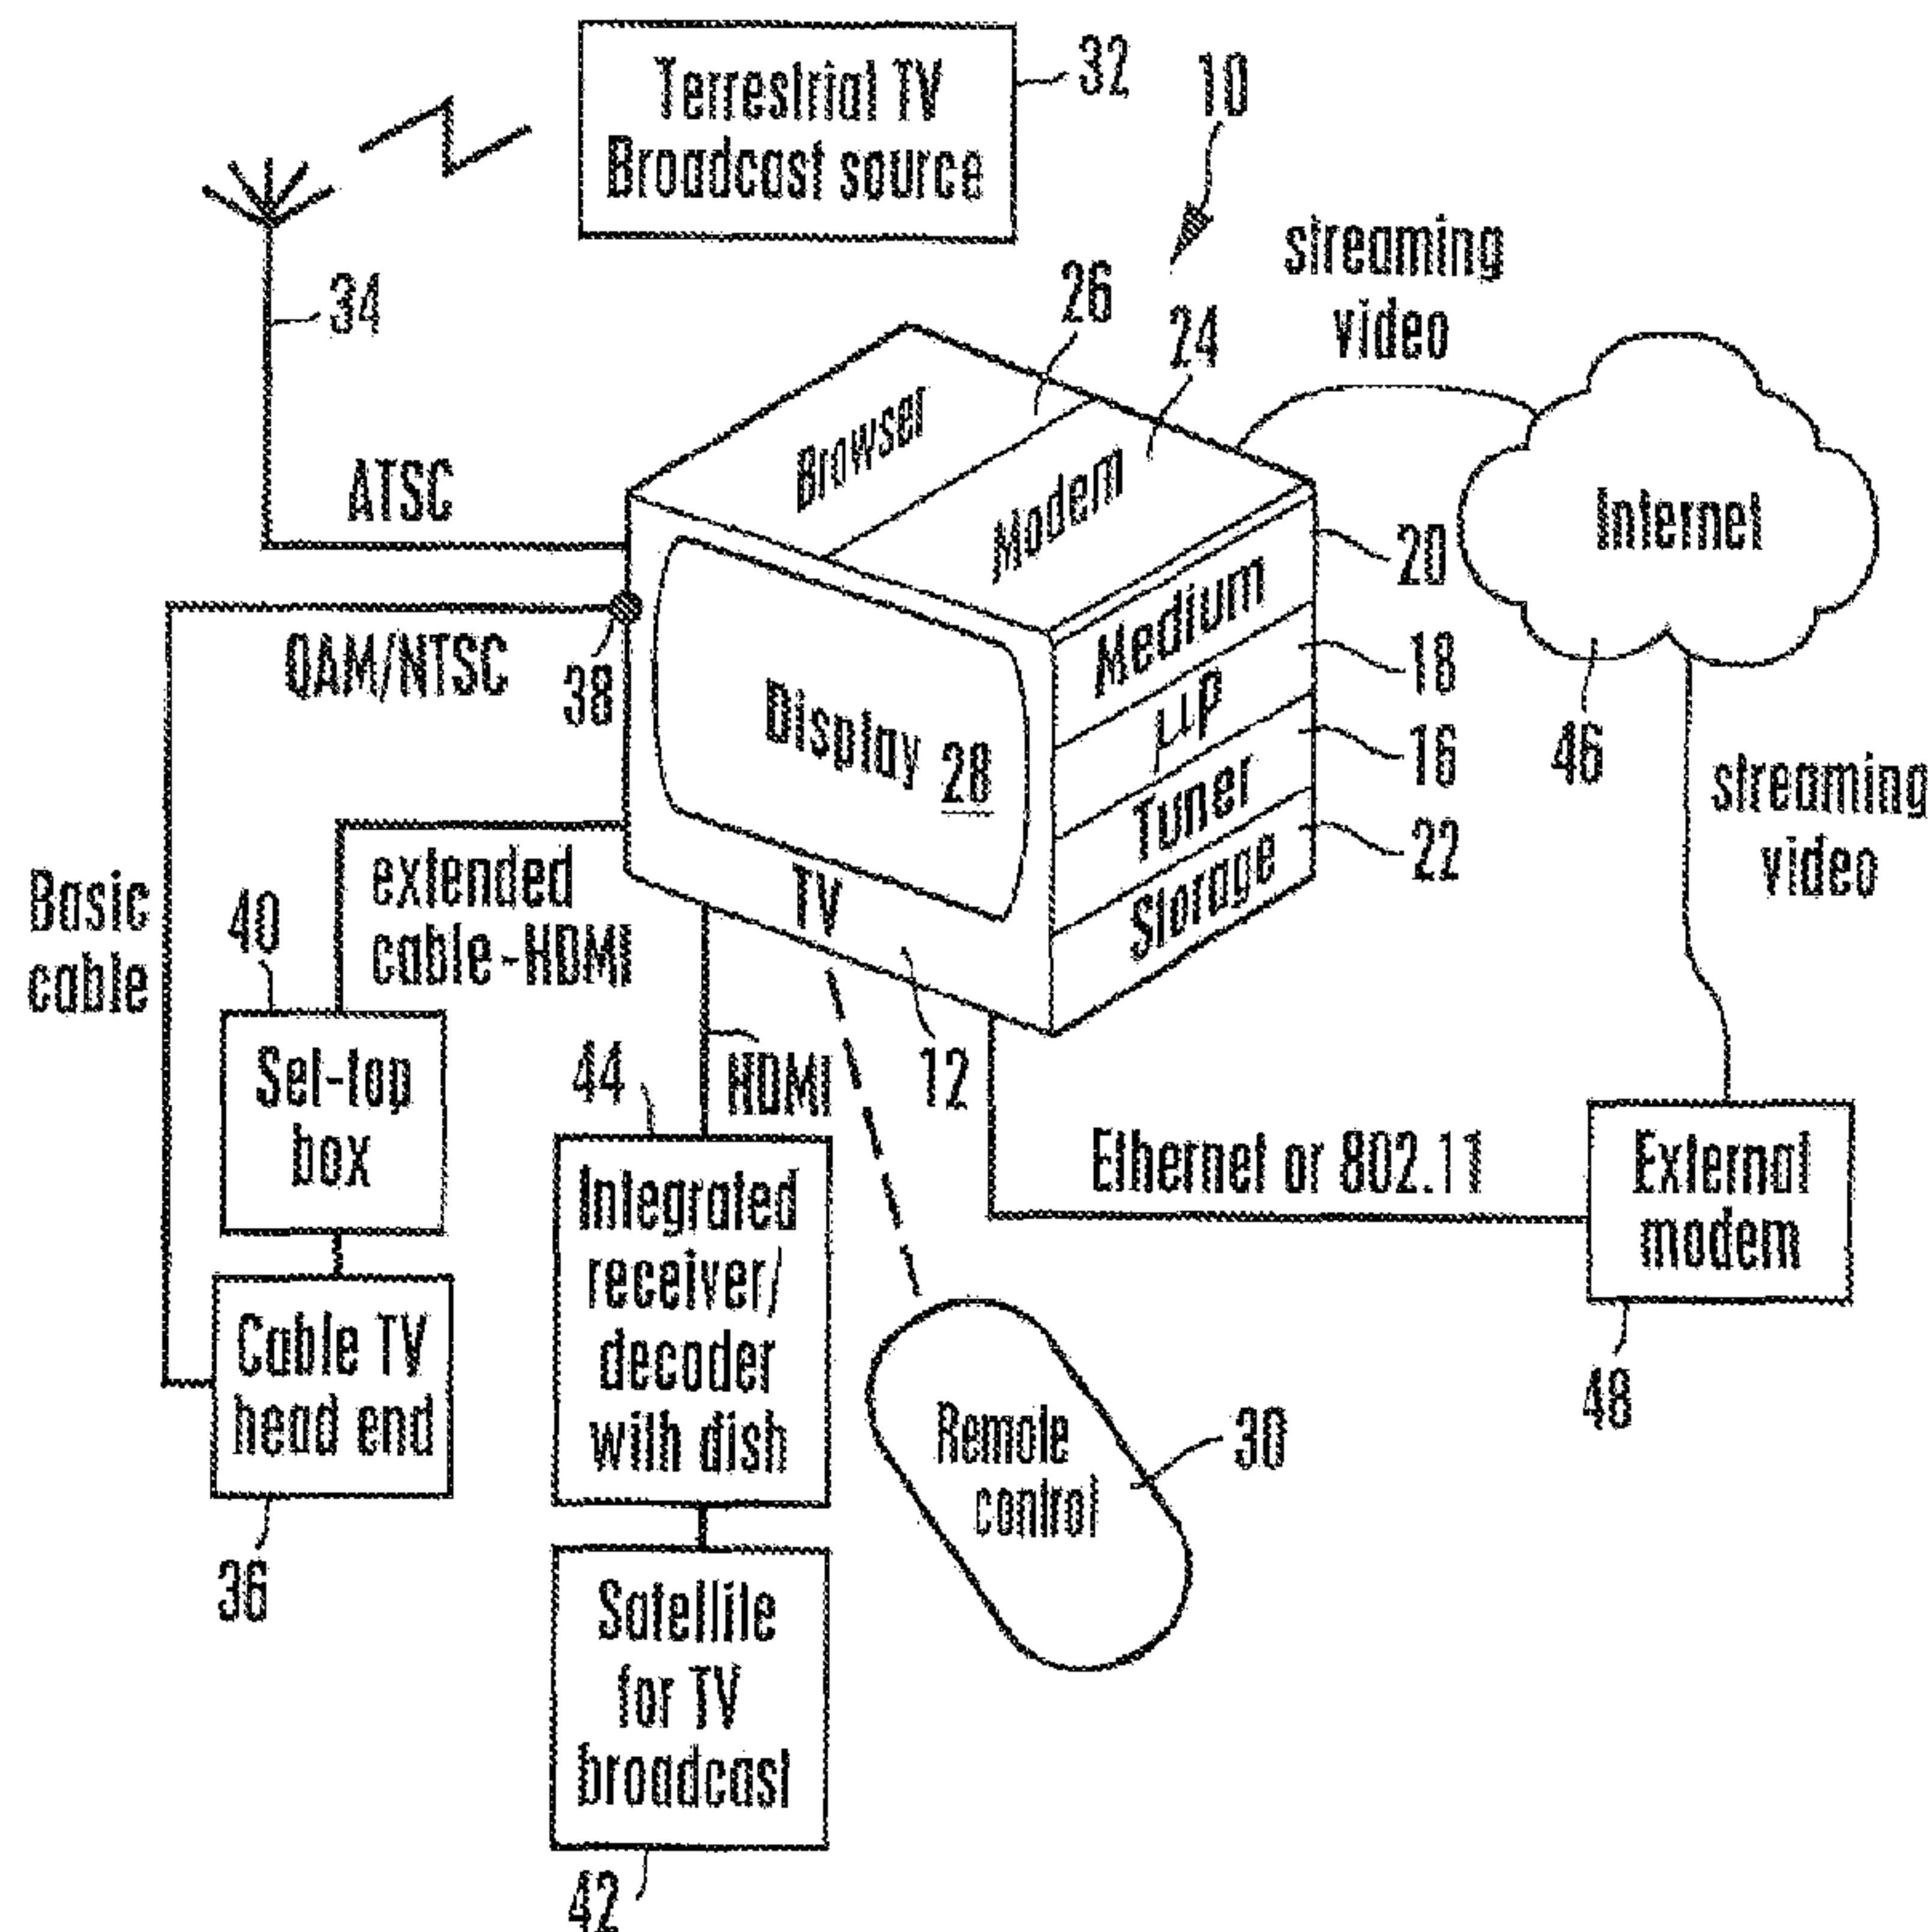 Terrestrial TV
Broadcast source
32
10
34
26
24
streaming
video
ATSC
Browser
Modem
Internet
20
Medium
QAM/NTSC
38
18
μP
Display 28
16
46
Tuner
22
streaming
video
Storage
TV
Basic
cable
extended
cable-HDMI
40
12
44
HDMI
Set-top
box
Ethernet or 802.11
External
modem
Integrated
receiver/
decoder
with dish
Cable TV
head end
48
Remote
control
30
36
Satellite
for TV
broadcast
42